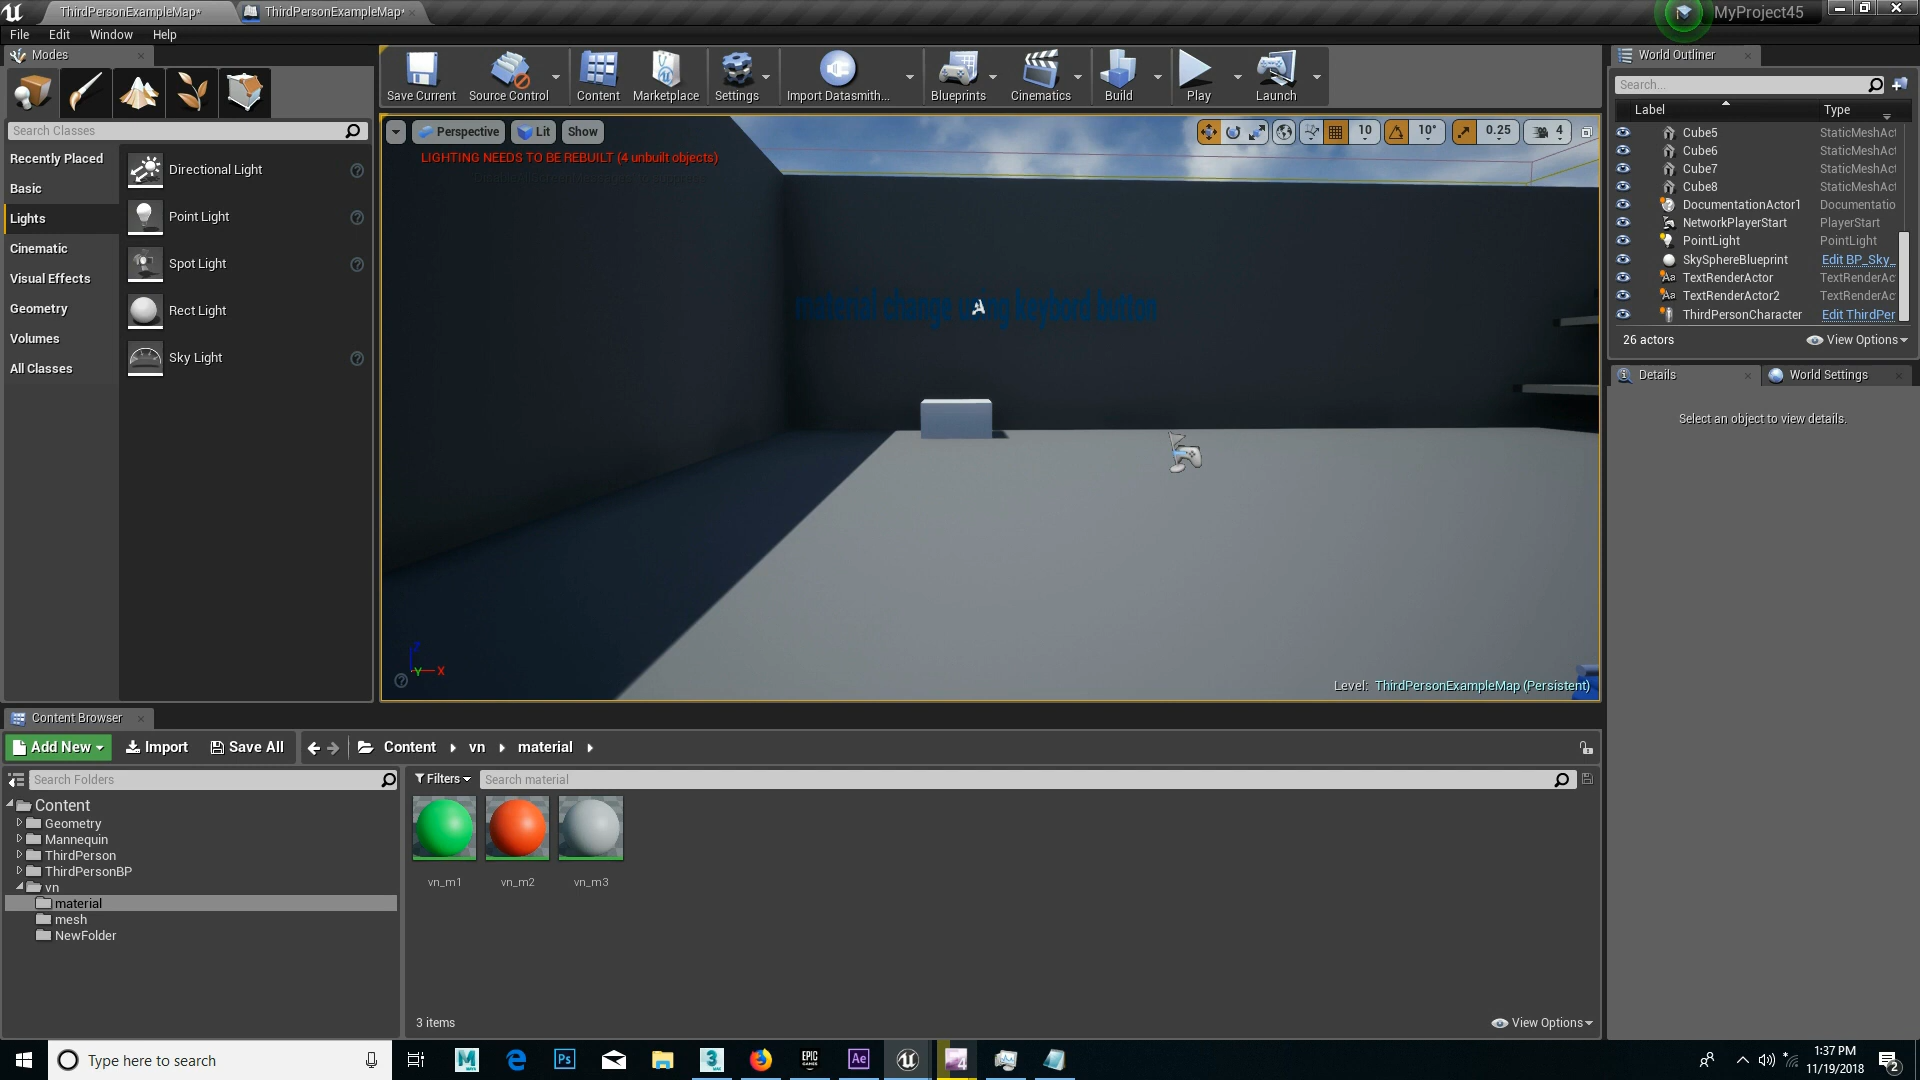 ThirdPersonExampleMap*
ThirdPersonExampleMap*
MyProject45
File Edit Window Help
Modes
Search Classes
Recently Placed
Basic
Lights
Cinematic
Visual Effects
Geometry
Volumes
All Classes
Directional Light
Point Light
Spot Light
Rect Light
Sky Light
Save Current
Source Control
Content
Marketplace
Settings
Import Datasmith...
Blueprints
Cinematics
Build
Play
Launch
Perspective
Lit
Show
10
10°
0.25
4
LIGHTING NEEDS TO BE REBUILT (4 unbuilt objects)
material change using keybord button
Z
Y
X
Level: ThirdPersonExampleMap (Persistent)
World Outliner
Search...
Label Type
Cube5 StaticMeshAct
Cube6 StaticMeshAct
Cube7 StaticMeshAct
Cube8 StaticMeshAct
DocumentationActor1 Documentatio
NetworkPlayerStart PlayerStart
PointLight PointLight
SkySphereBlueprint Edit BP_Sky_
TextRenderActor TextRenderAc
TextRenderActor2 TextRenderAc
ThirdPersonCharacter Edit ThirdPer
26 actors
View Options
Details
World Settings
Select an object to view details.
Content Browser
Add New
Import
Save All
Content
vn
material
Search Folders
Filters
Search material
Content
Geometry
Mannequin
ThirdPerson
ThirdPersonBP
vn
material
mesh
NewFolder
vn_m1
vn_m2
vn_m3
3 items
View Options
Type here to search
1:37 PM
11/19/2018
2